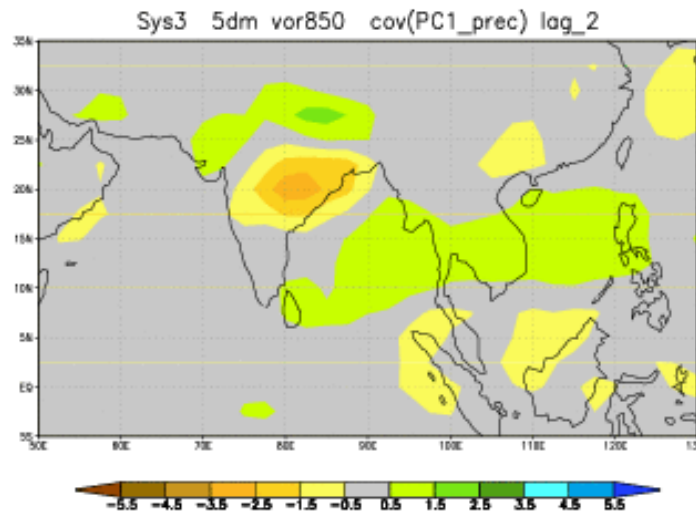 Sys3 5dm vor850 cov(PC1_prec) lag_2
35N
30N
25N
20N
15N
10N
5N
EQ
5S
50E 60E 70E 80E 90E 100E 110E 120E 130
-5.5 -4.5 -3.5 -2.5 -1.5 -0.5 0.5 1.5 2.5 3.5 4.5 5.5